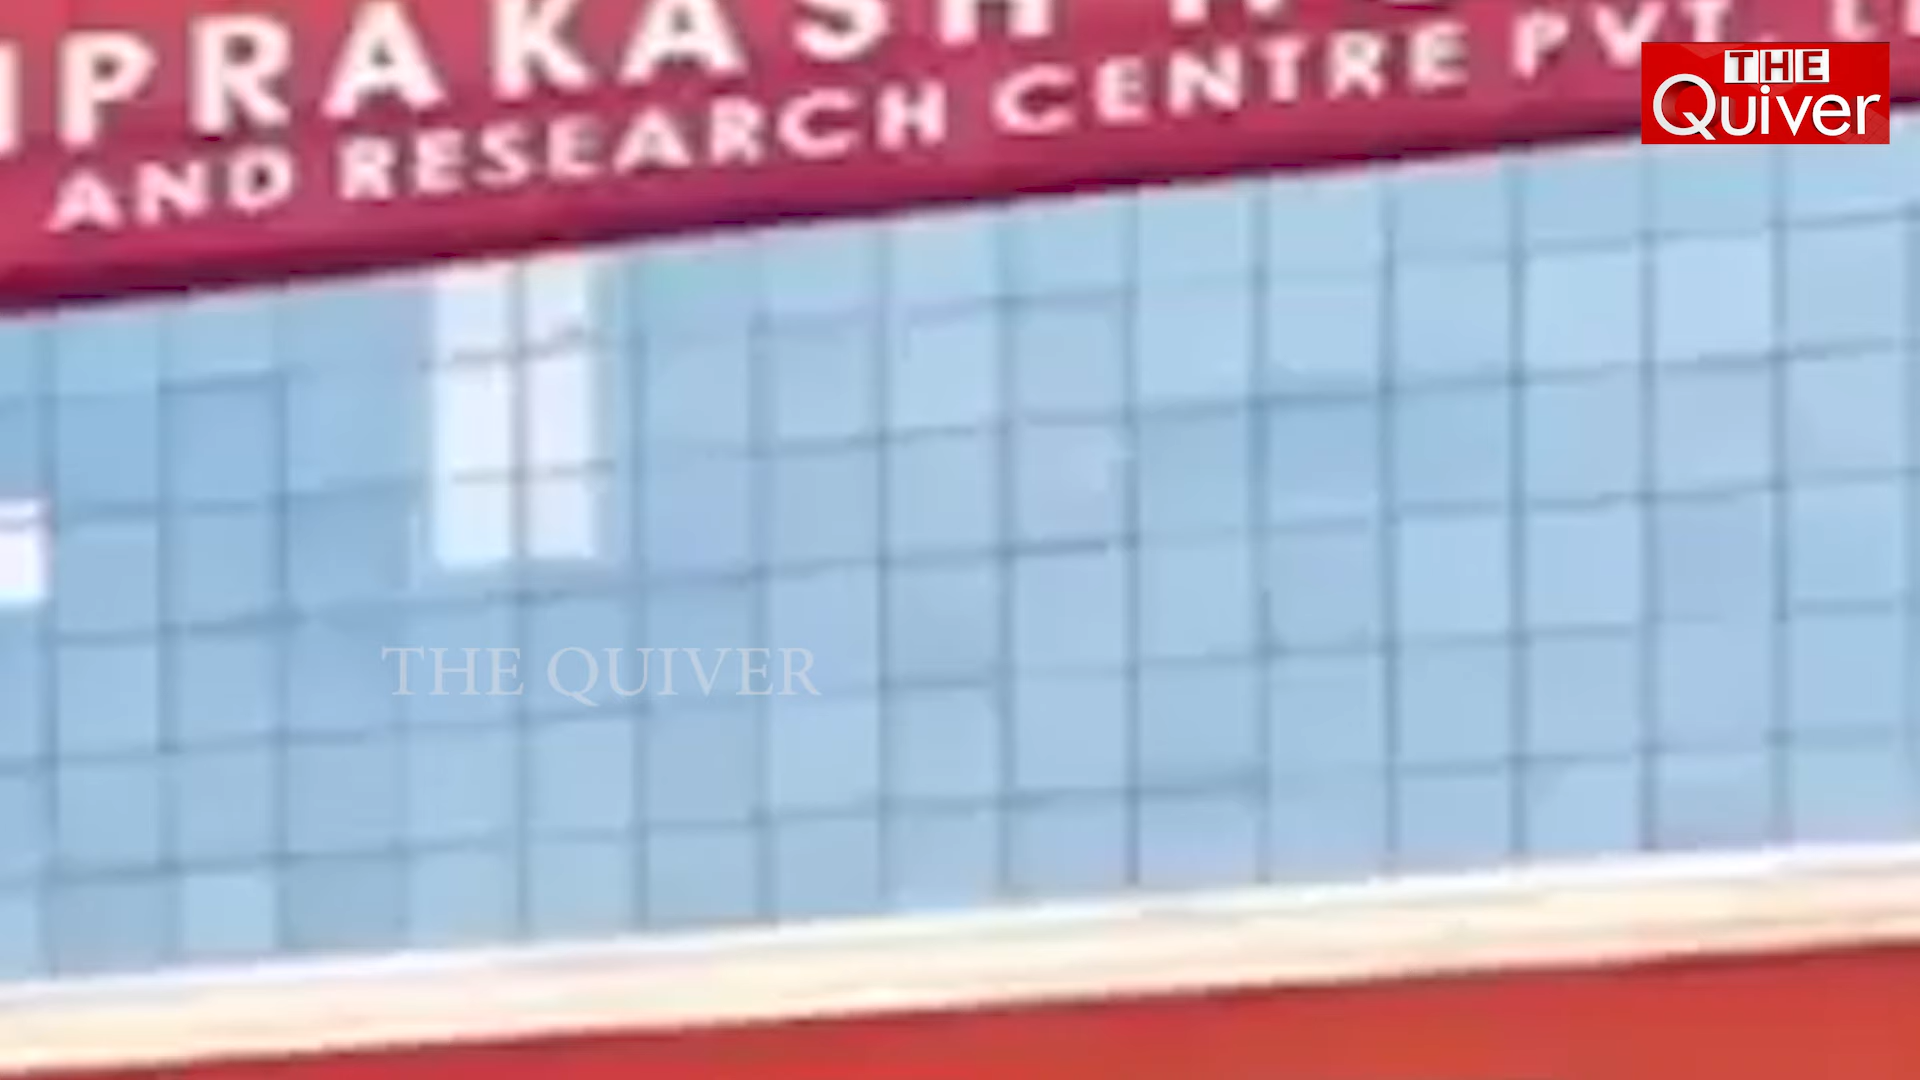 PRAKASH
AND RESEARCH CENTRE PVT.
THE
Quiver
THE QUIVER